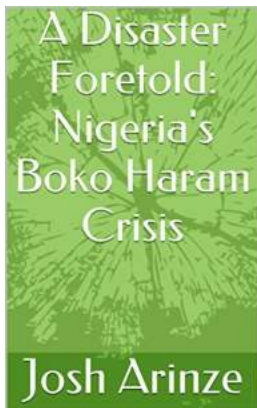 A Disaster
Foretold:
Nigeria's
Boko Haram
Crisis
Josh Arinze